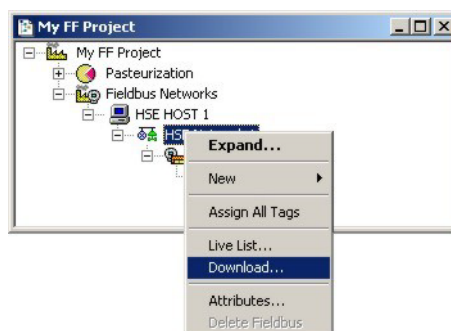 My FF Project
My FF Project
Pasteurization
Fieldbus Networks
HSE HOST 1
Expand...
New
Assign All Tags
Live List...
Download...
Attributes...
Delete Fieldbus